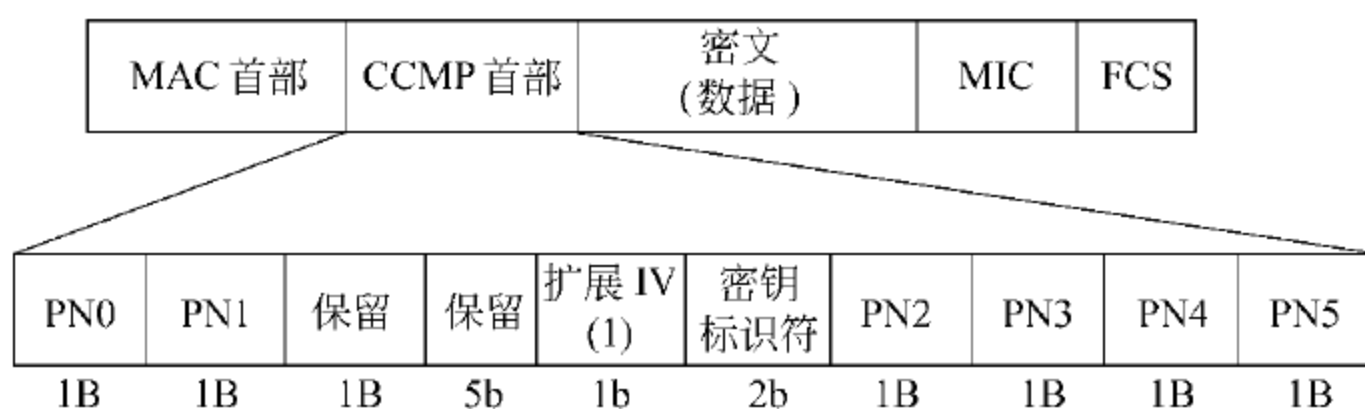 MAC 首部 CCMP 首部 密文 MIC FCS
(数据)
PN0 PN1 保留 保留 扩展 IV 密钥 PN2 PN3 PN4 PN5
(1) 标识符
1B 1B 1B 5b 1b 2b 1B 1B 1B 1B